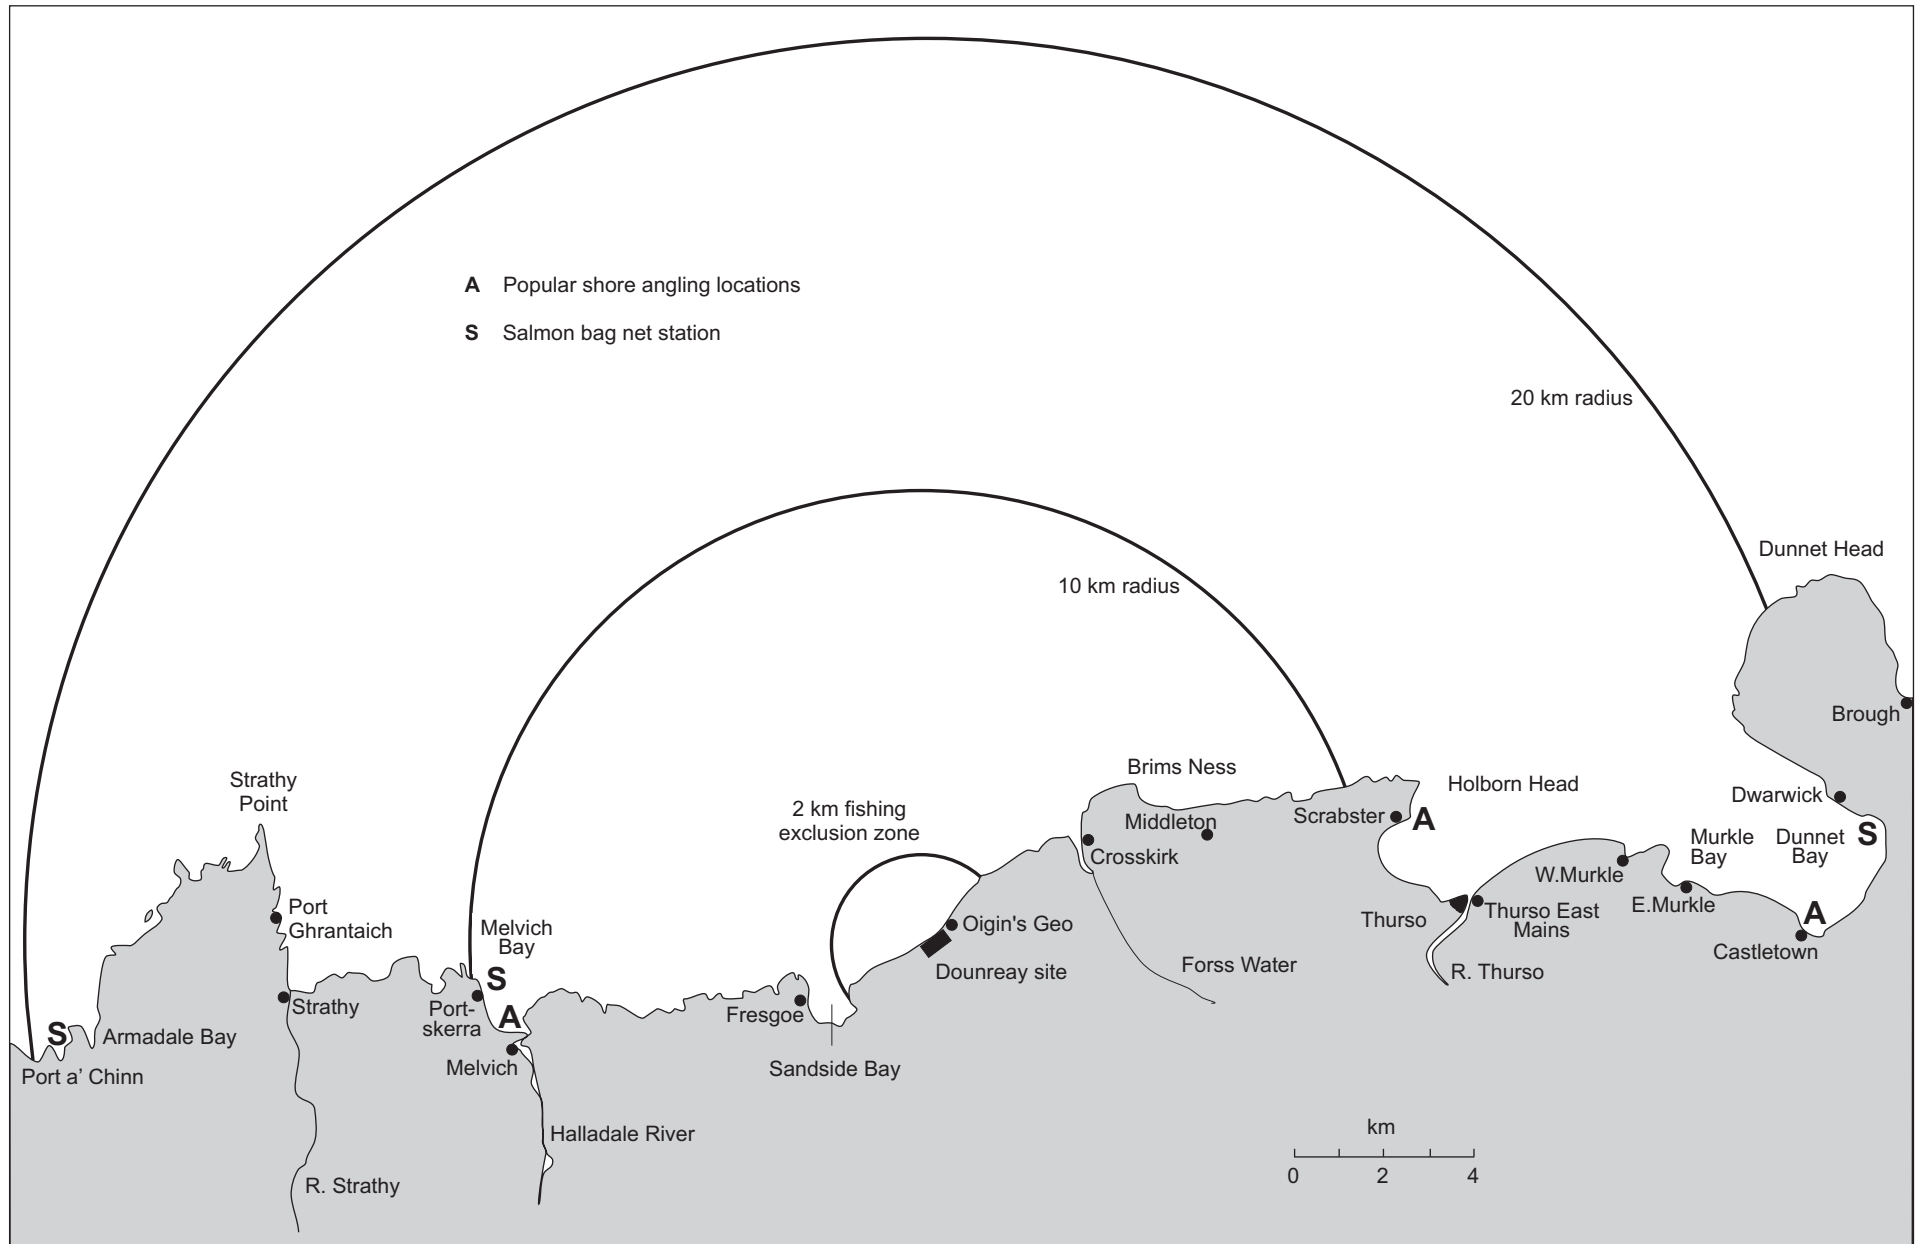 A Popular shore angling locations
S Salmon bag net station
20 km radius
10 km radius
Dunnet Head
Brough
Strathy
Point
2 km fishing
exclusion zone
Brims Ness
Holborn Head
Dwarwick
Middleton
Scrabster
A
Murkle
Bay
Dunnet
Bay
S
Crosskirk
W.Murkle
E.Murkle
Port
Ghrantaich
Melvich
Bay
Oigin's Geo
Thurso
Thurso East
Mains
A
Castletown
S
Dounreay site
Forss Water
R. Thurso
Strathy
Port-
skerra
A
Fresgoe
S
Armadale Bay
Port a' Chinn
Melvich
Sandside Bay
Halladale River
km
0 2 4
R. Strathy